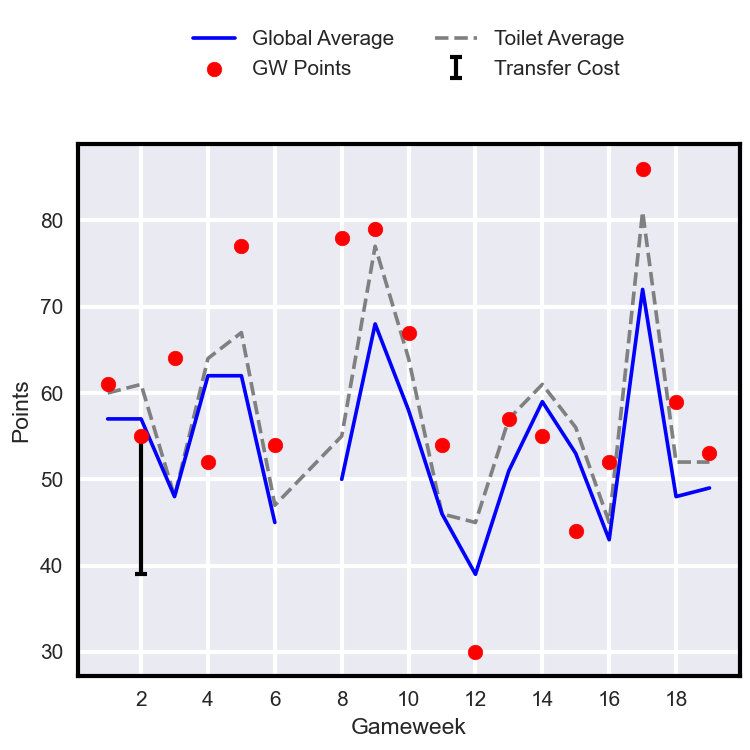 Global Average
GW Points
Toilet Average
Transfer Cost
Points
80
70
60
50
40
30
2 4 6 8 10 12 14 16 18
Gameweek